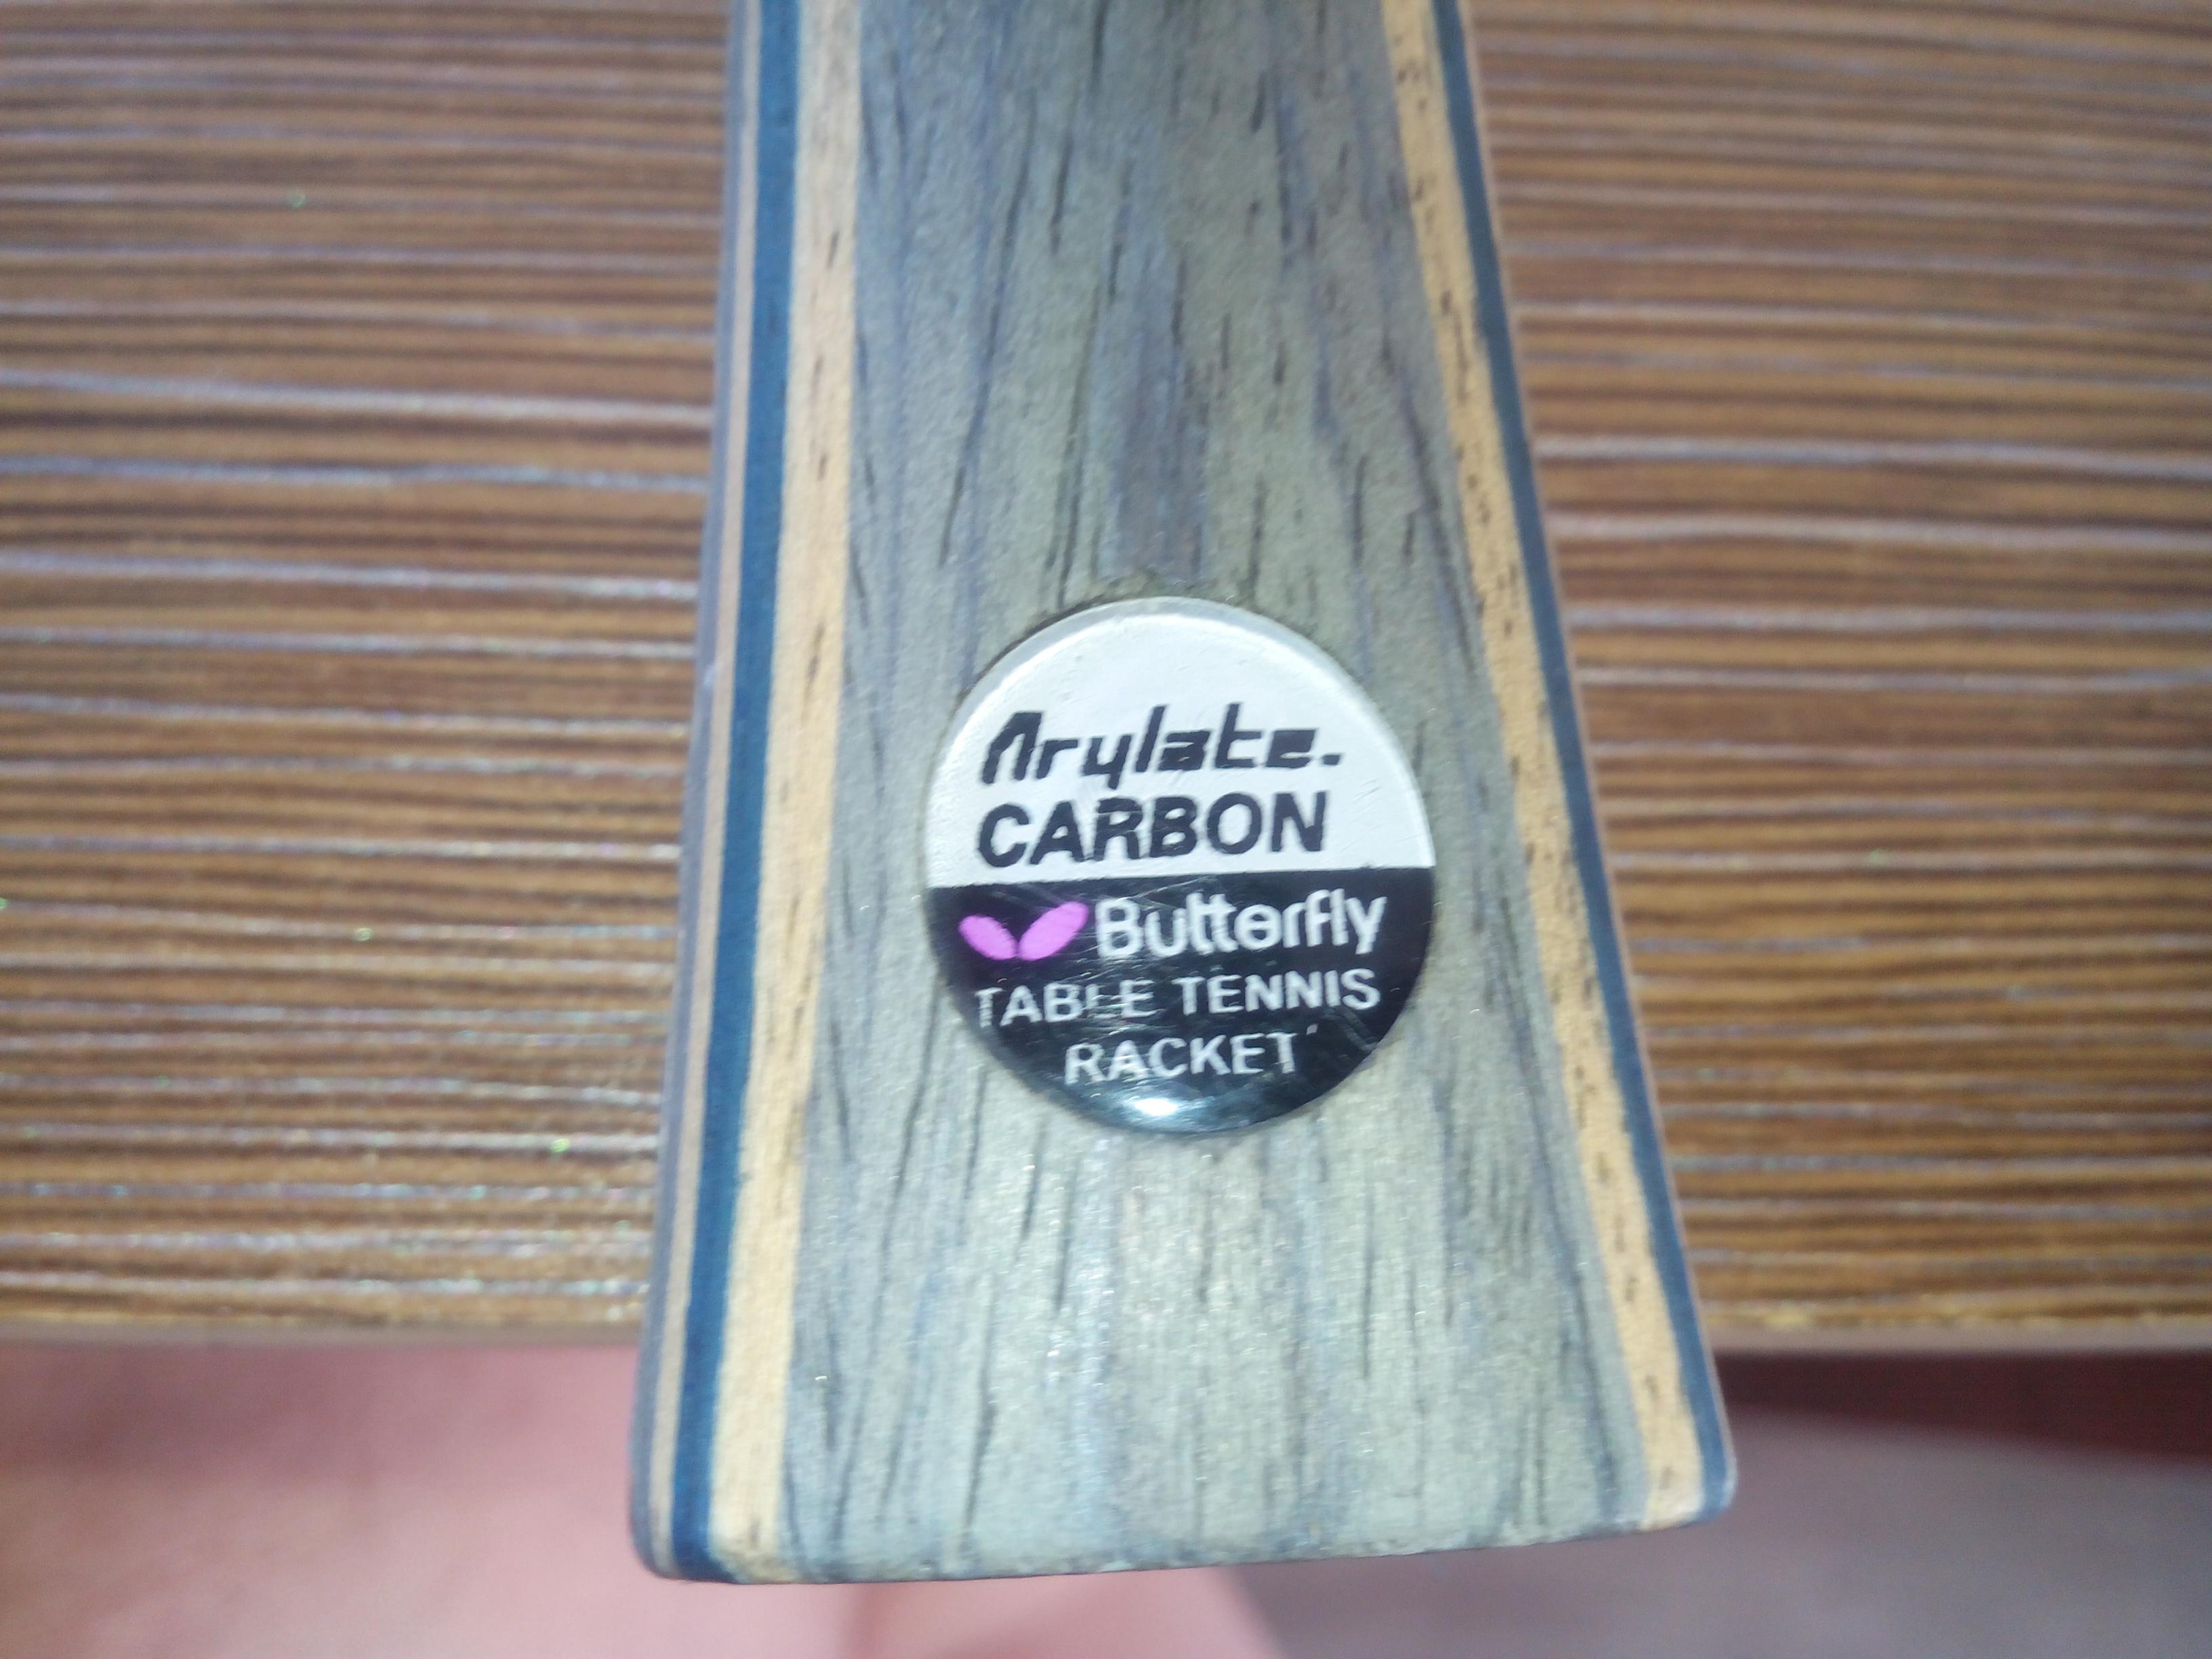 Arylate.
CARBON
Butterfly
TABLE TENNIS
RACKET